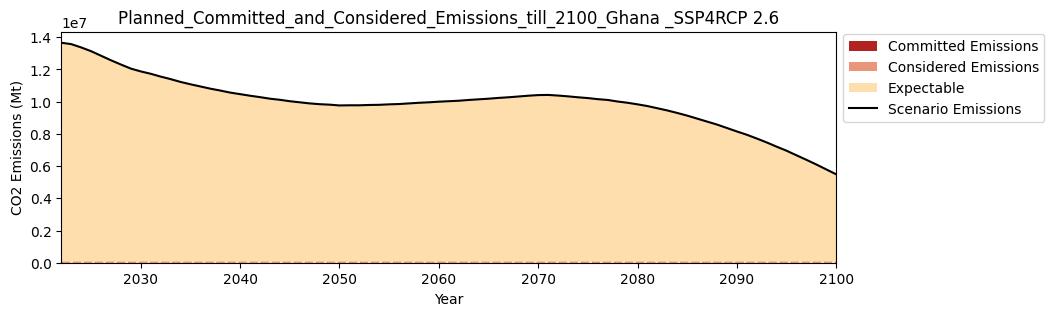 Planned_Committed_and_Considered_Emissions_till_2100_Ghana _SSP4RCP 2.6
1e7
1.4
1.2
1.0
0.8
0.6
0.4
0.2
0.0
CO2 Emissions (Mt)
2030 2040 2050 2060 2070 2080 2090 2100
Year
Committed Emissions
Considered Emissions
Expectable
Scenario Emissions